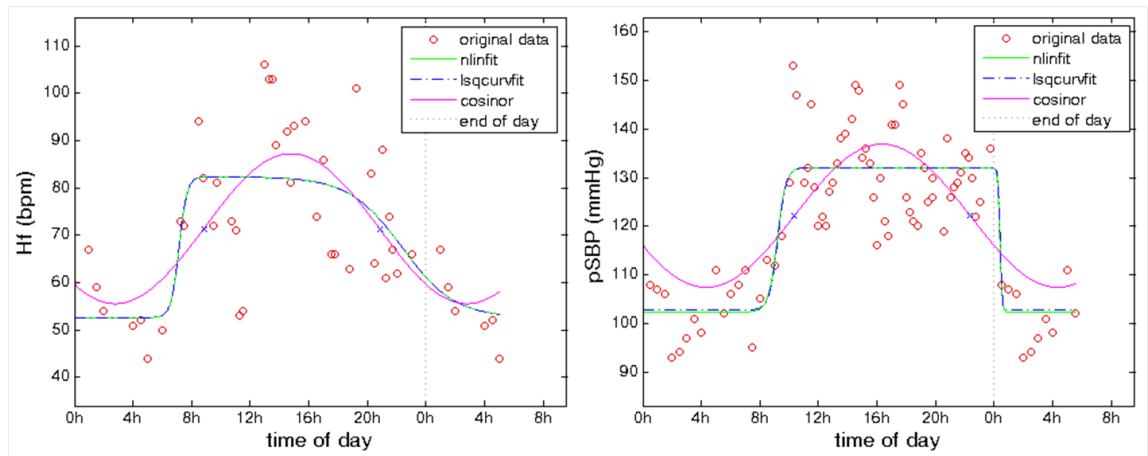 110
100
90
80
70
60
50
40
Hf (bpm)
original data
nlinfit
lsqcurvfit
cosinor
end of day
0h 4h 8h 12h 16h 20h 0h 4h 8h
time of day
160
150
140
130
120
110
100
90
pSBP (mmHg)
original data
nlinfit
lsqcurvfit
cosinor
end of day
0h 4h 8h 12h 16h 20h 0h 4h 8h
time of day